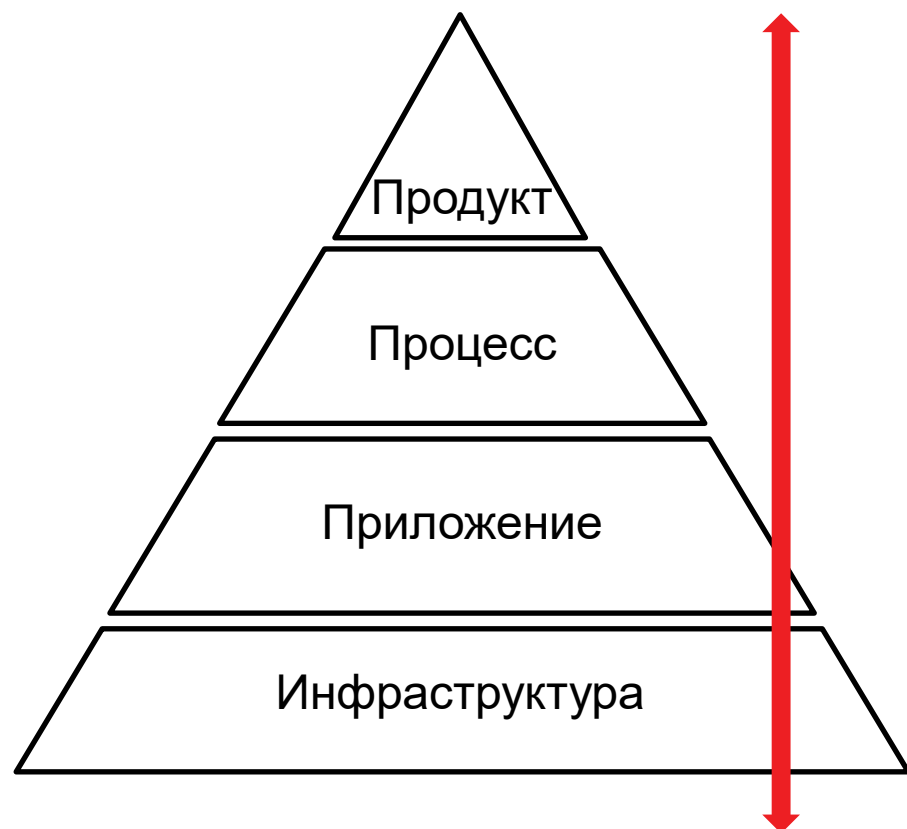 Продукт
Процесс
Приложение
Инфраструктура